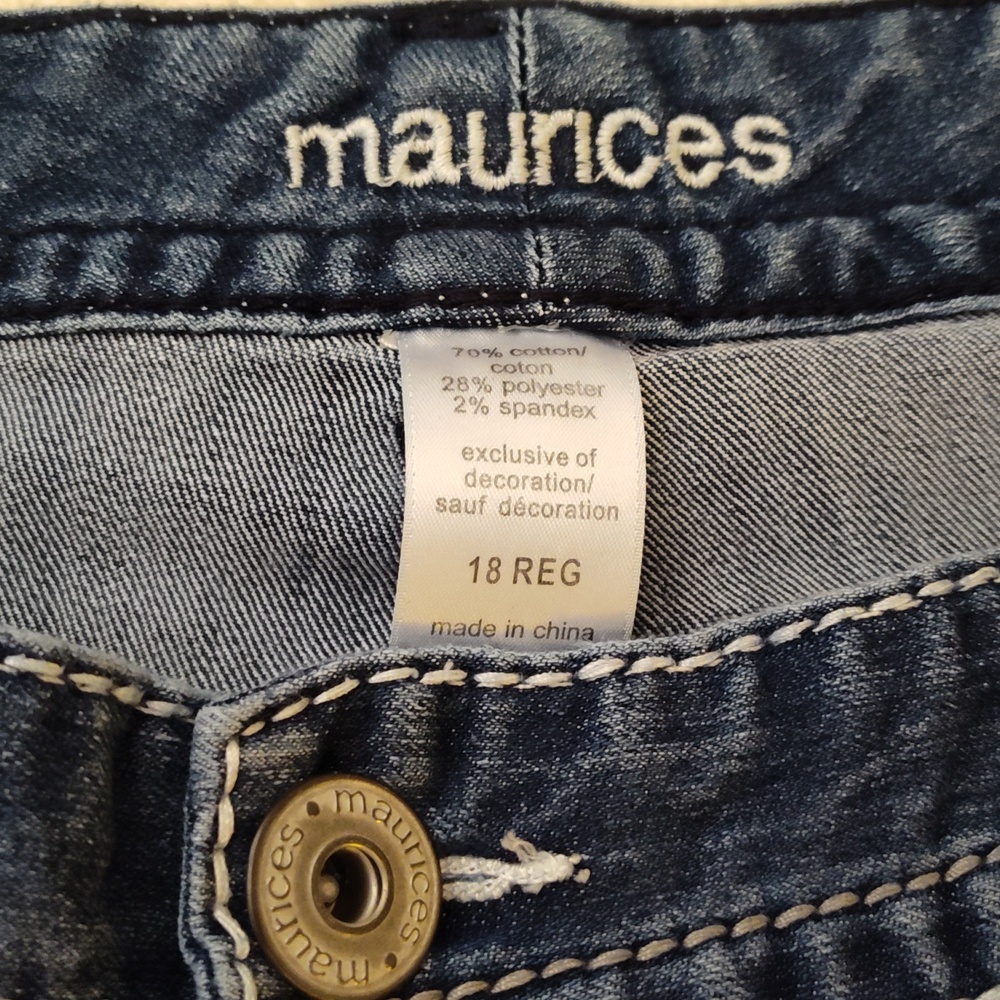 maurices
70% cotton/
coton
28% polyester
2% spandex
exclusive of
decoration/
sauf décoration
18 REG
made in china
maurices • maurices •